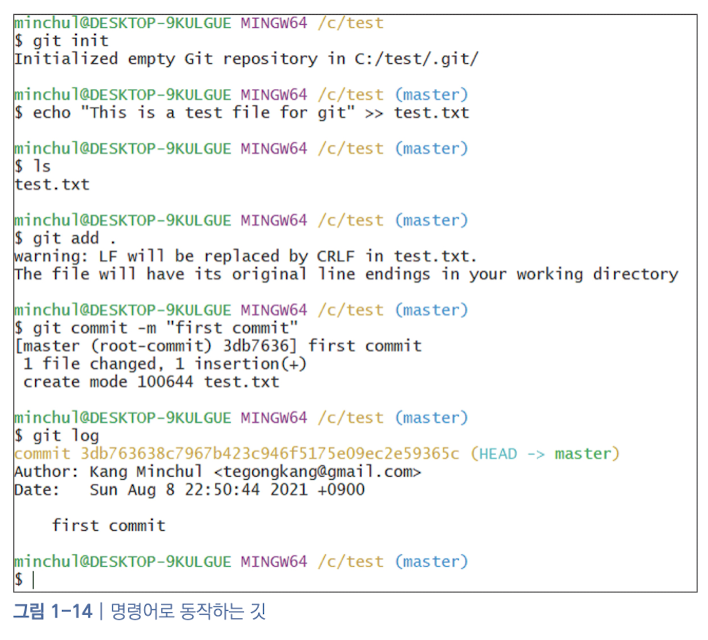 minchul@DESKTOP-9KULGUE MINGW64 /c/test
$ git init
Initialized empty Git repository in C:/test/.git/
minchul@DESKTOP-9KULGUE MINGW64 /c/test (master)
$ echo "This is a test file for git" >> test.txt
minchul@DESKTOP-9KULGUE MINGW64 /c/test (master)
$ ls
test.txt
minchul@DESKTOP-9KULGUE MINGW64 /c/test (master)
$ git add .
warning: LF will be replaced by CRLF in test.txt.
The file will have its original line endings in your working directory
minchul@DESKTOP-9KULGUE MINGW64 /c/test (master)
$ git commit -m "first commit"
[master (root-commit) 3db7636] first commit
 1 file changed, 1 insertion(+)
 create mode 100644 test.txt
minchul@DESKTOP-9KULGUE MINGW64 /c/test (master)
$ git log
commit 3db763638c7967b423c946f5175e09ec2e59365c (HEAD -> master)
Author: Kang Minchul <tegongkang@gmail.com>
Date:   Sun Aug 8 22:50:44 2021 +0900
    first commit
minchul@DESKTOP-9KULGUE MINGW64 /c/test (master)
$
그림 1-14 | 명령어로 동작하는 깃